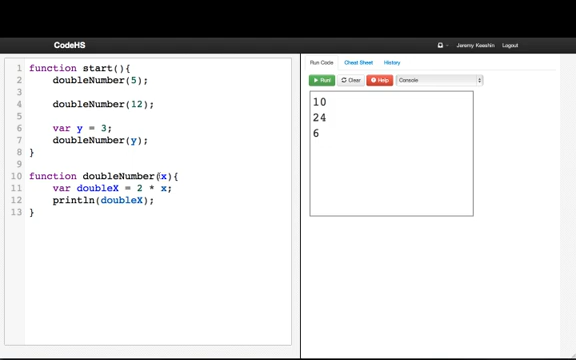 CodeHS
Jeremy Keeshin Logout
Run Code Cheat Sheet History
Run! Clear Help Console
1 function start(){
2 doubleNumber(5);
3
4 doubleNumber(12);
5
6 var y = 3;
7 doubleNumber(y);
8 }
9
10 function doubleNumber(x){
11 var doubleX = 2 * x;
12 println(doubleX);
13 }
10
24
6